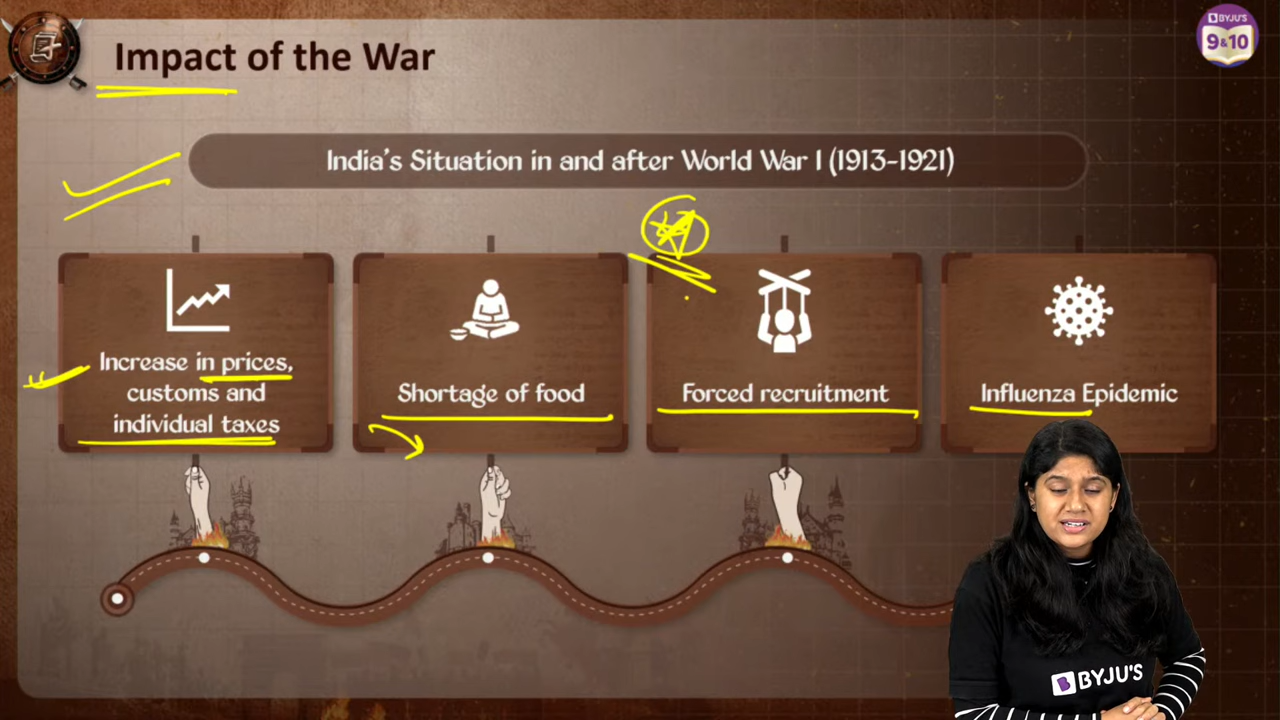 Impact of the War
BYJU'S
9&10
India's Situation in and after World War I (1913-1921)
Increase in prices,
customs and
individual taxes
Shortage of food
Forced recruitment
Influenza Epidemic
BYJU'S